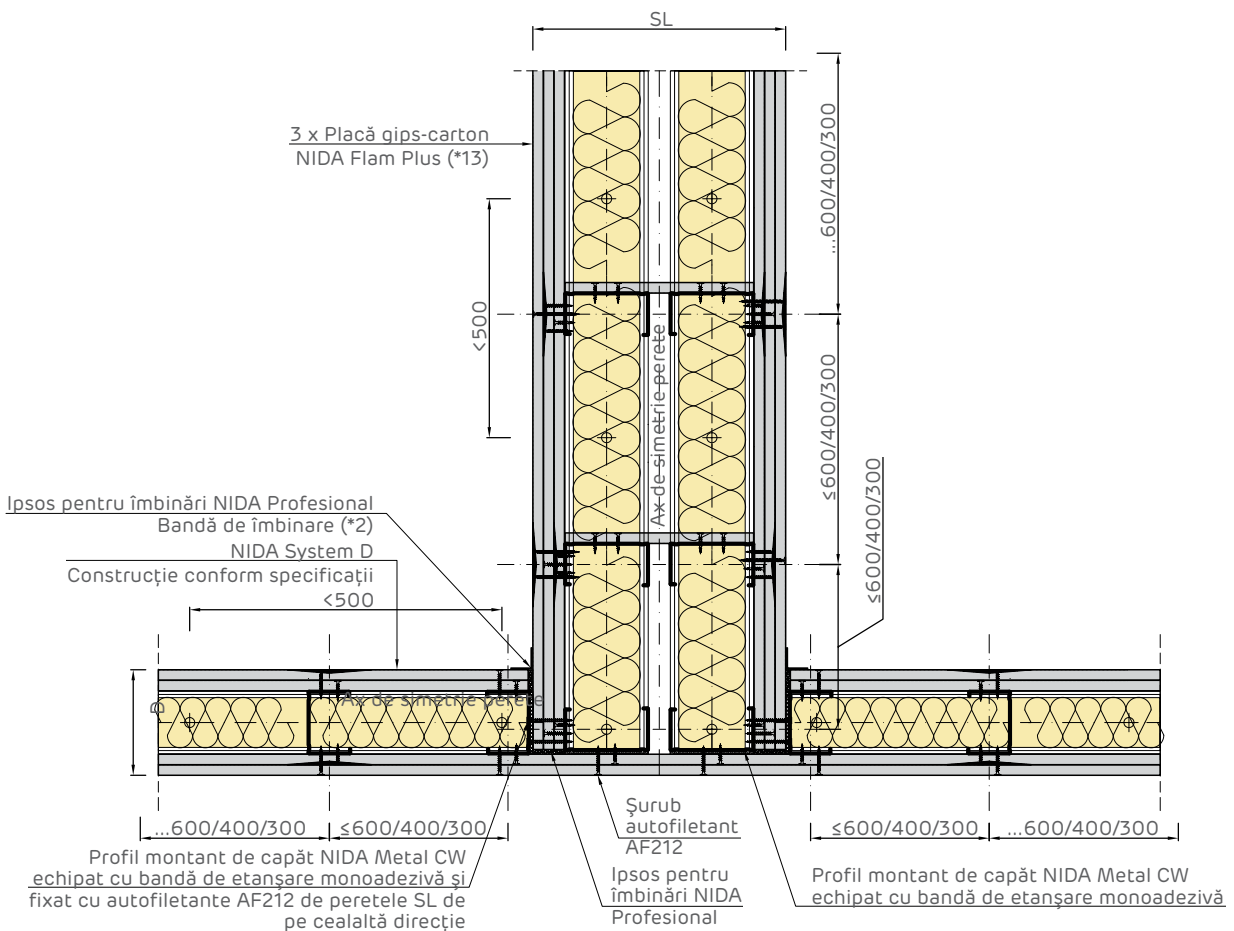 SL
3 x Placă gips-carton
NIDA Flam Plus (*13)
...600/400/300
<500
Ax de simetrie perete
≤600/400/300
≤600/400/300
Ipsos pentru îmbinări NIDA Profesional
Bandă de îmbinare (*2)
NIDA System D
Construcție conform specificații
<500
D
Ax de simetrie perete
...600/400/300
≤600/400/300
≤600/400/300
...600/400/300
Șurub
autofiletant
AF212
Profil montant de capăt NIDA Metal CW
echipat cu bandă de etanșare monoadezivă și
fixat cu autofiletante AF212 de peretele SL de
pe cealaltă direcție
Ipsos pentru
îmbinări NIDA
Profesional
Profil montant de capăt NIDA Metal CW
echipat cu bandă de etanșare monoadezivă